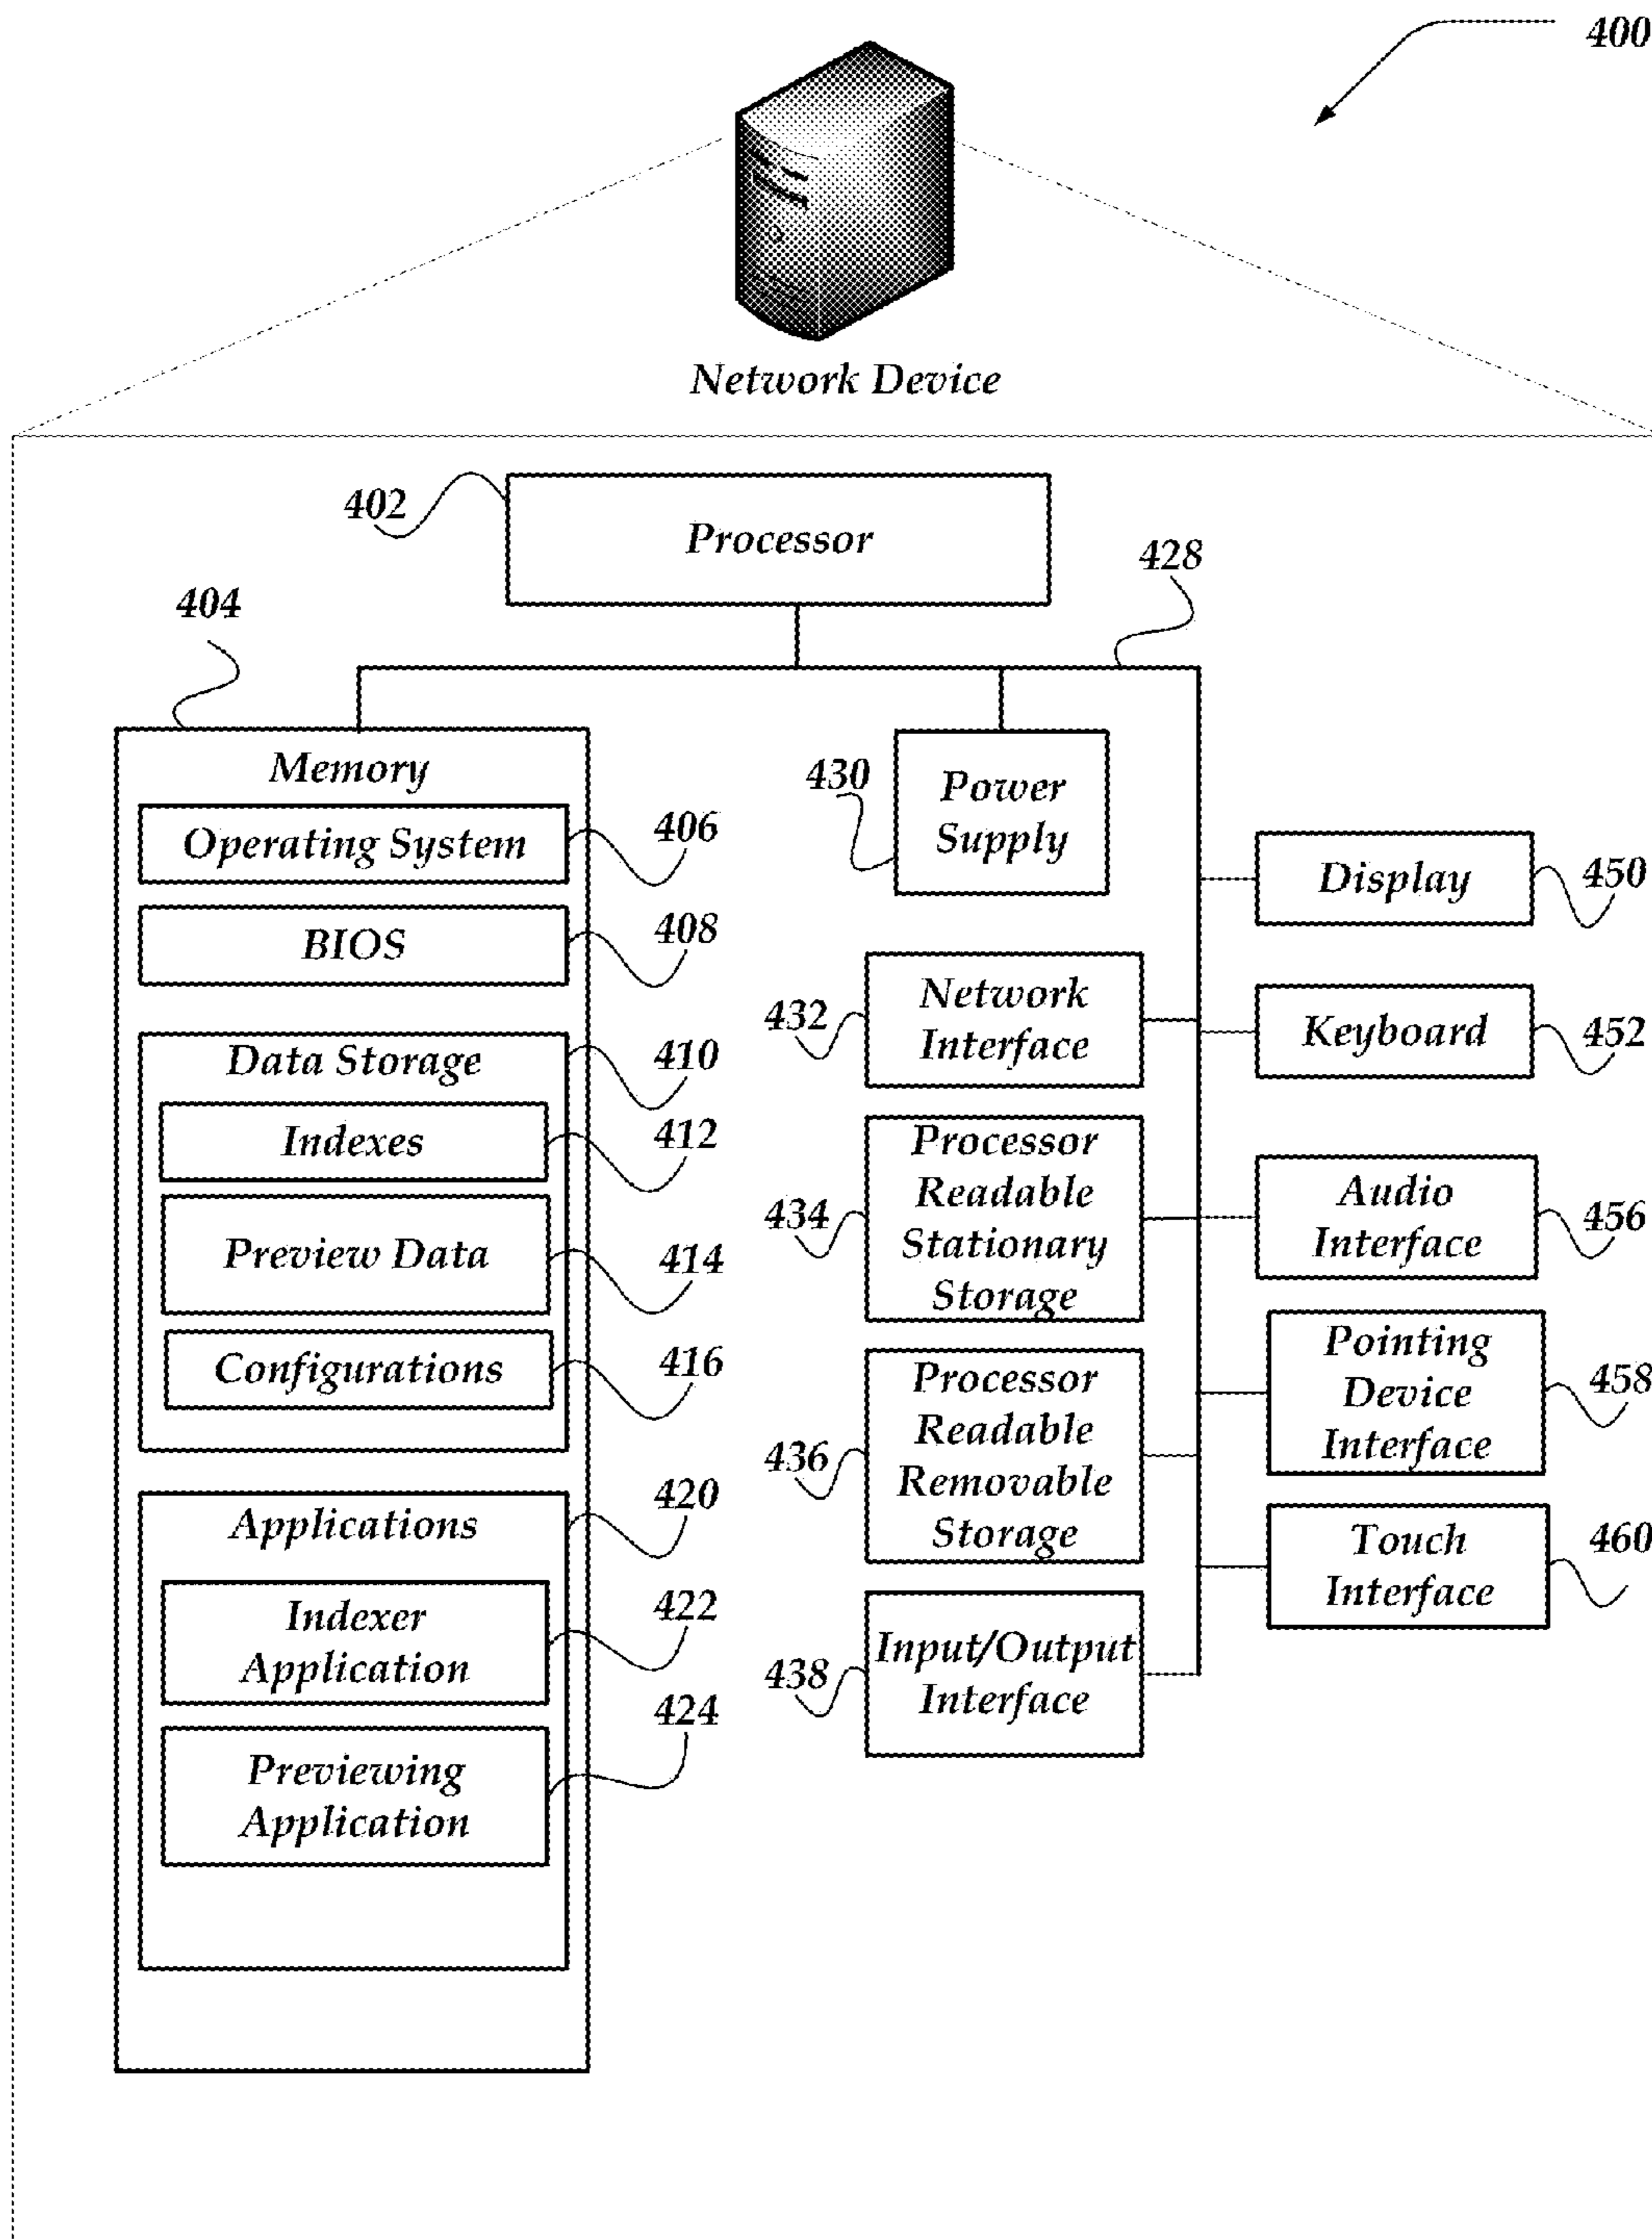 400
Network Device
402
Processor
428
404
Memory
Operating System
406
BIOS
408
Data Storage
410
Indexes
412
Preview Data
414
Configurations
416
Applications
420
Indexer
Application
422
Previewing
Application
424
430
Power
Supply
432
Network
Interface
434
Processor
Readable
Stationary
Storage
436
Processor
Readable
Removable
Storage
438
Input/Output
Interface
Display
450
Keyboard
452
Audio
Interface
456
Pointing
Device
Interface
458
Touch
Interface
460